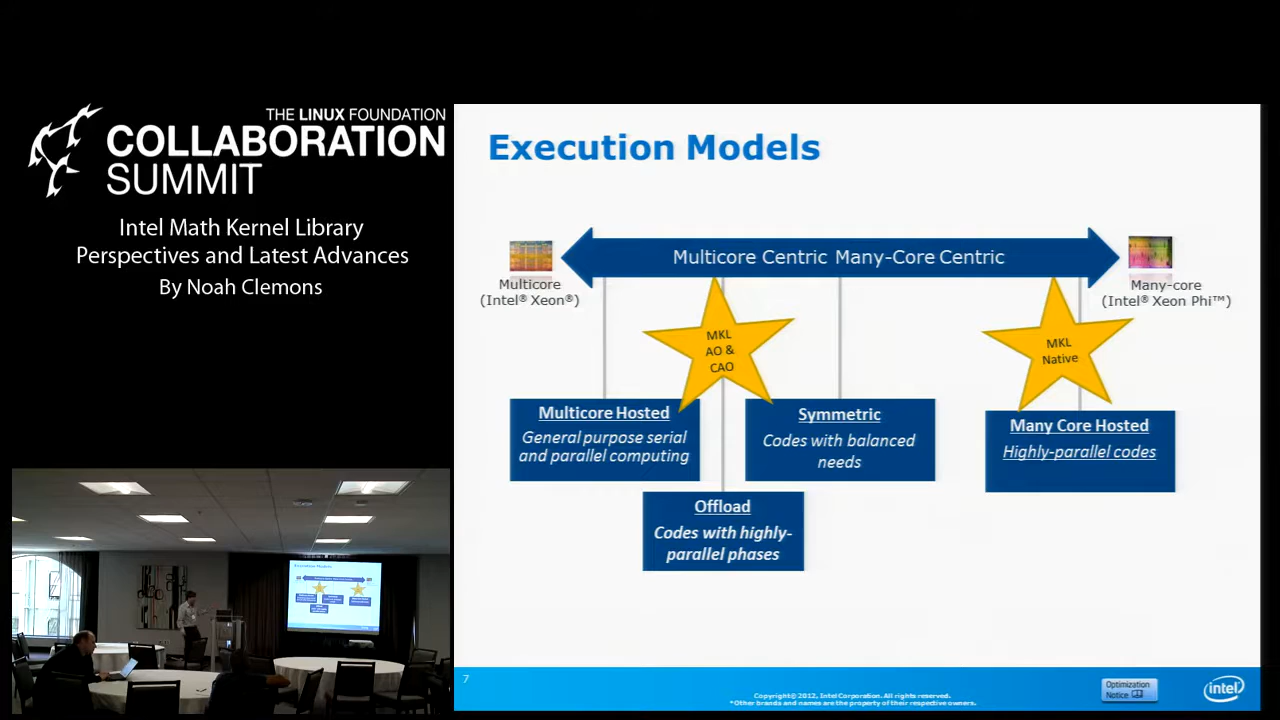 THE LINUX FOUNDATION
COLLABORATION
SUMMIT
Intel Math Kernel Library
Perspectives and Latest Advances
By Noah Clemons
Execution Models
Multicore Centric Many-Core Centric
Multicore
(Intel® Xeon®)
Many-core
(Intel® Xeon Phi™)
MKL
AO &
CAO
MKL
Native
Multicore Hosted
General purpose serial
and parallel computing
Symmetric
Codes with balanced
needs
Many Core Hosted
Highly-parallel codes
Offload
Codes with highly-
parallel phases
Execution Models
7
Copyright© 2012, Intel Corporation. All rights reserved.
*Other brands and names are the property of their respective owners.
Optimization
Notice
intel